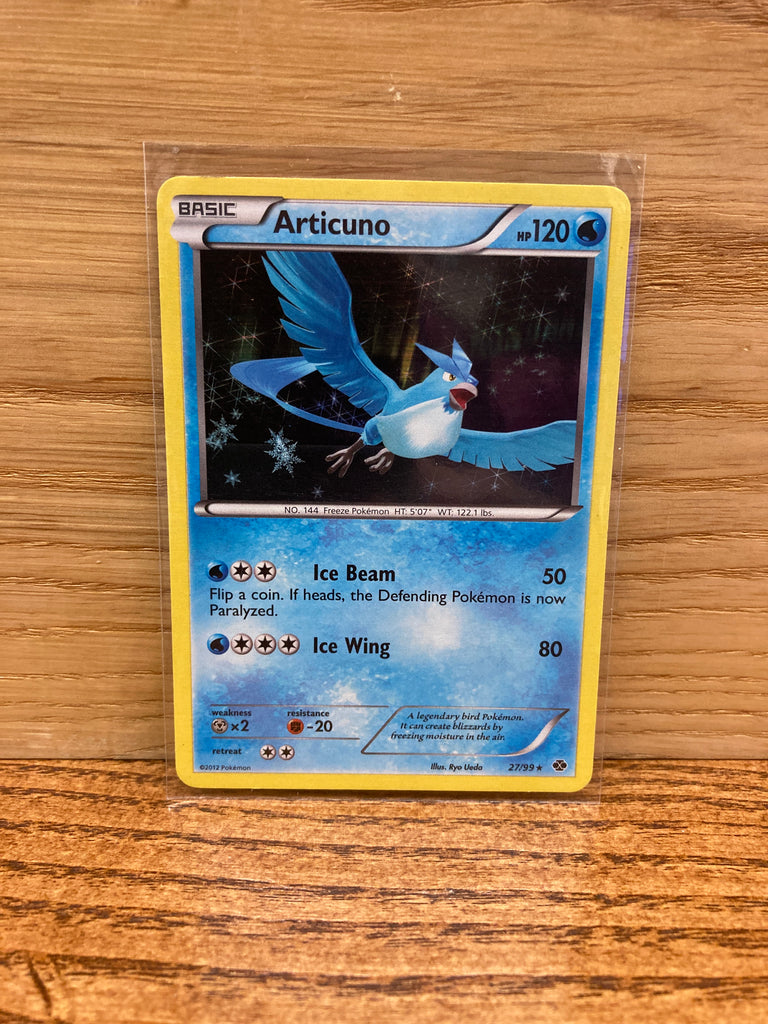 BASIC
Articuno
HP 120
NO. 144 Freeze Pokémon HT: 5'07" WT: 122.1 lbs.
Ice Beam 50
Flip a coin. If heads, the Defending Pokémon is now
Paralyzed.
Ice Wing 80
weakness resistance
×2 -20
retreat
A legendary bird Pokémon.
It can create blizzards by
freezing moisture in the air.
©2012 Pokémon Illus. Ryo Ueda 27/99 ★